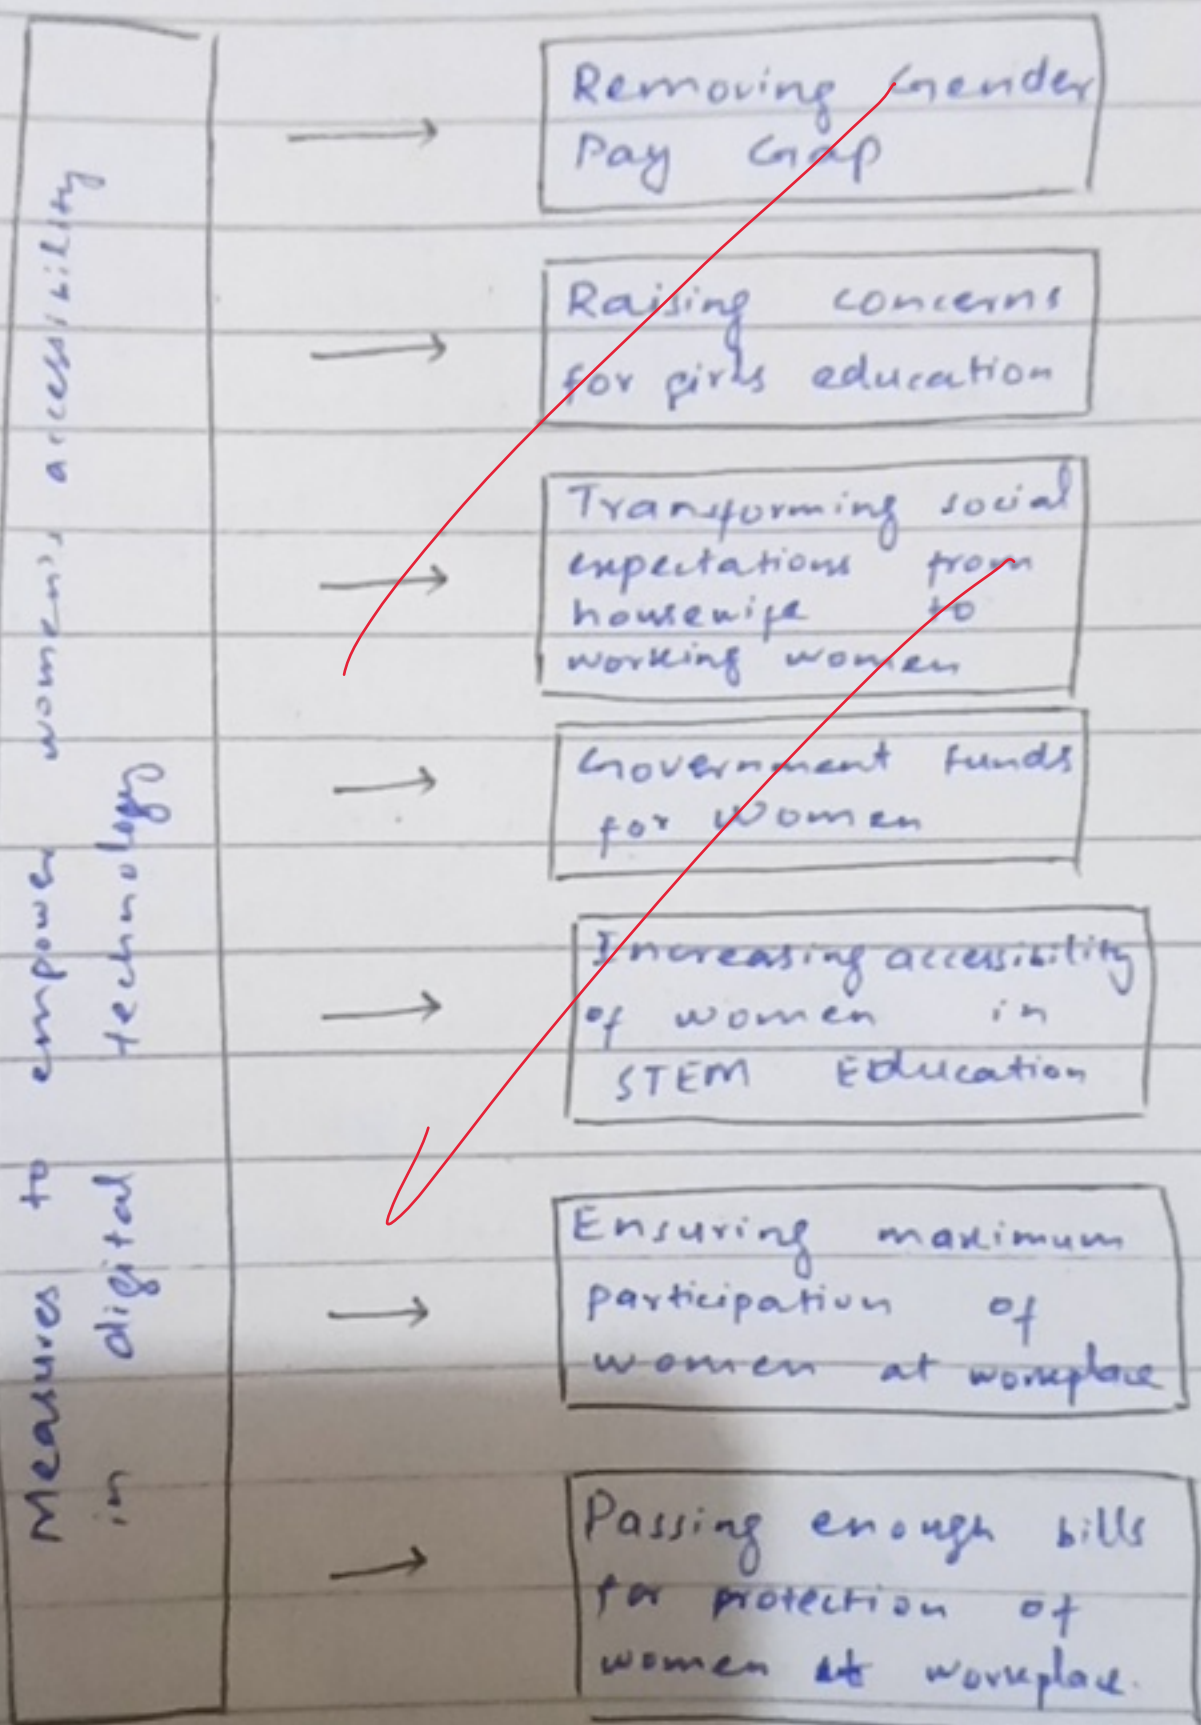 Measures to empower women's accessibility
in digital technology
Removing Gender
Pay Gap
Raising concerns
for girls education
Transforming social
expectations from
housewife to
working women
Government funds
for women
Increasing accessibility
of women in
STEM Education
Ensuring maximum
participation of
women at workplace
Passing enough bills
for protection of
women at workplace.